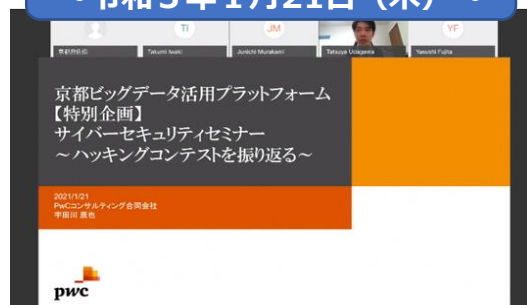 ～令和３年１月21日（木）～
TI
JM
YF
京都府佐伯
Takumi Iwaki
Junichi Murakami
Tatsuya Udagawa
Yasushi Fujita
京都ビッグデータ活用プラットフォーム
【特別企画】
サイバーセキュリティセミナー
～ハッキングコンテストを振り返る～
2021/1/21
PwCコンサルティング合同会社
宇田川 辰也
pwc